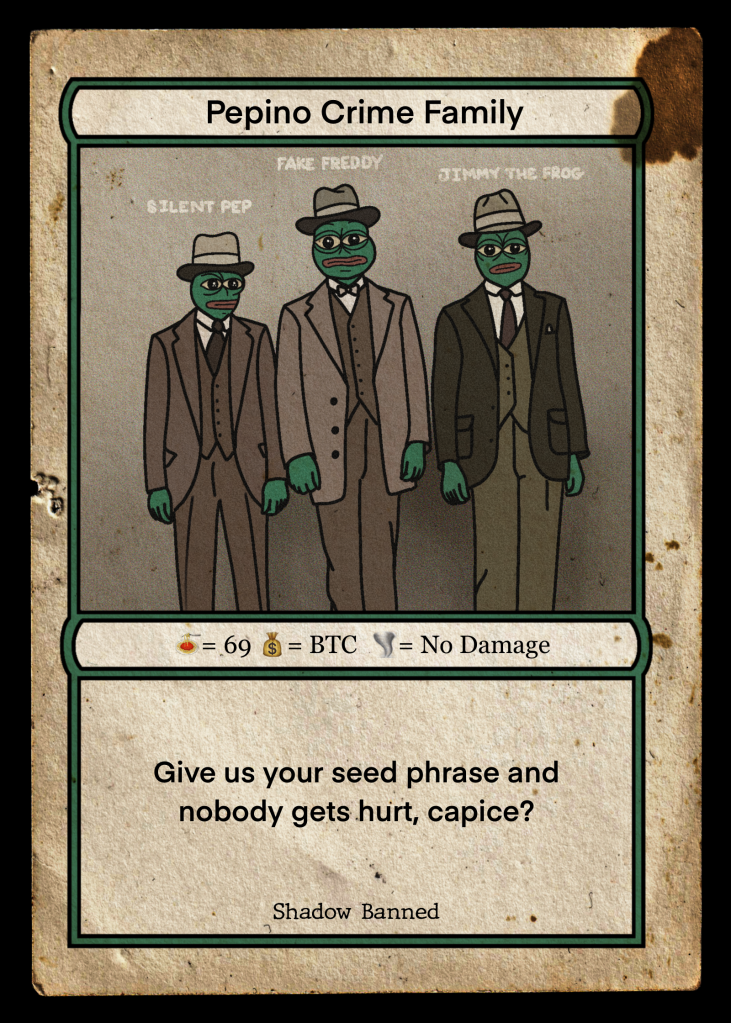 Pepino Crime Family
FAKE FREDDY
JIMMY THE FROG
SILENT PEP
= 69 💰= BTC 🌪= No Damage
Give us your seed phrase and
nobody gets hurt, capice?
Shadow Banned